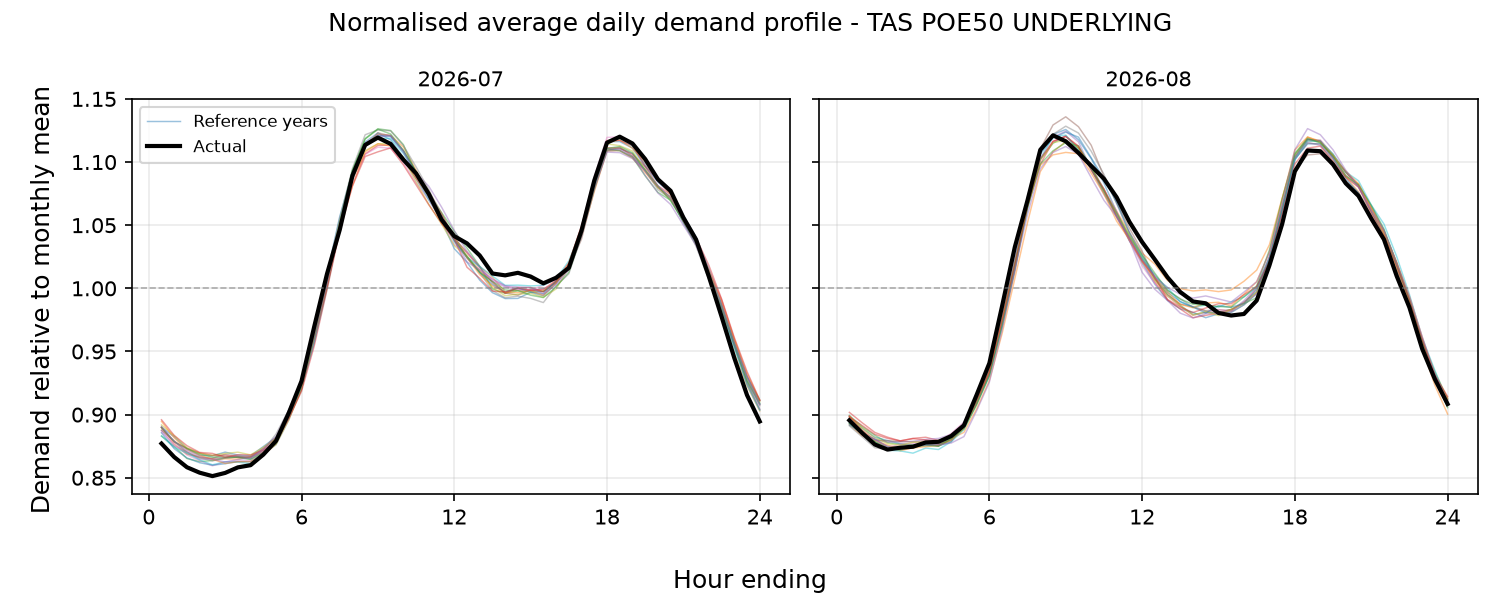 Normalised average daily demand profile - TAS POE50 UNDERLYING
2026-07
2026-08
Demand relative to monthly mean
1.15
1.10
1.05
1.00
0.95
0.90
0.85
Reference years
Actual
0 6 12 18 24
0 6 12 18 24
Hour ending